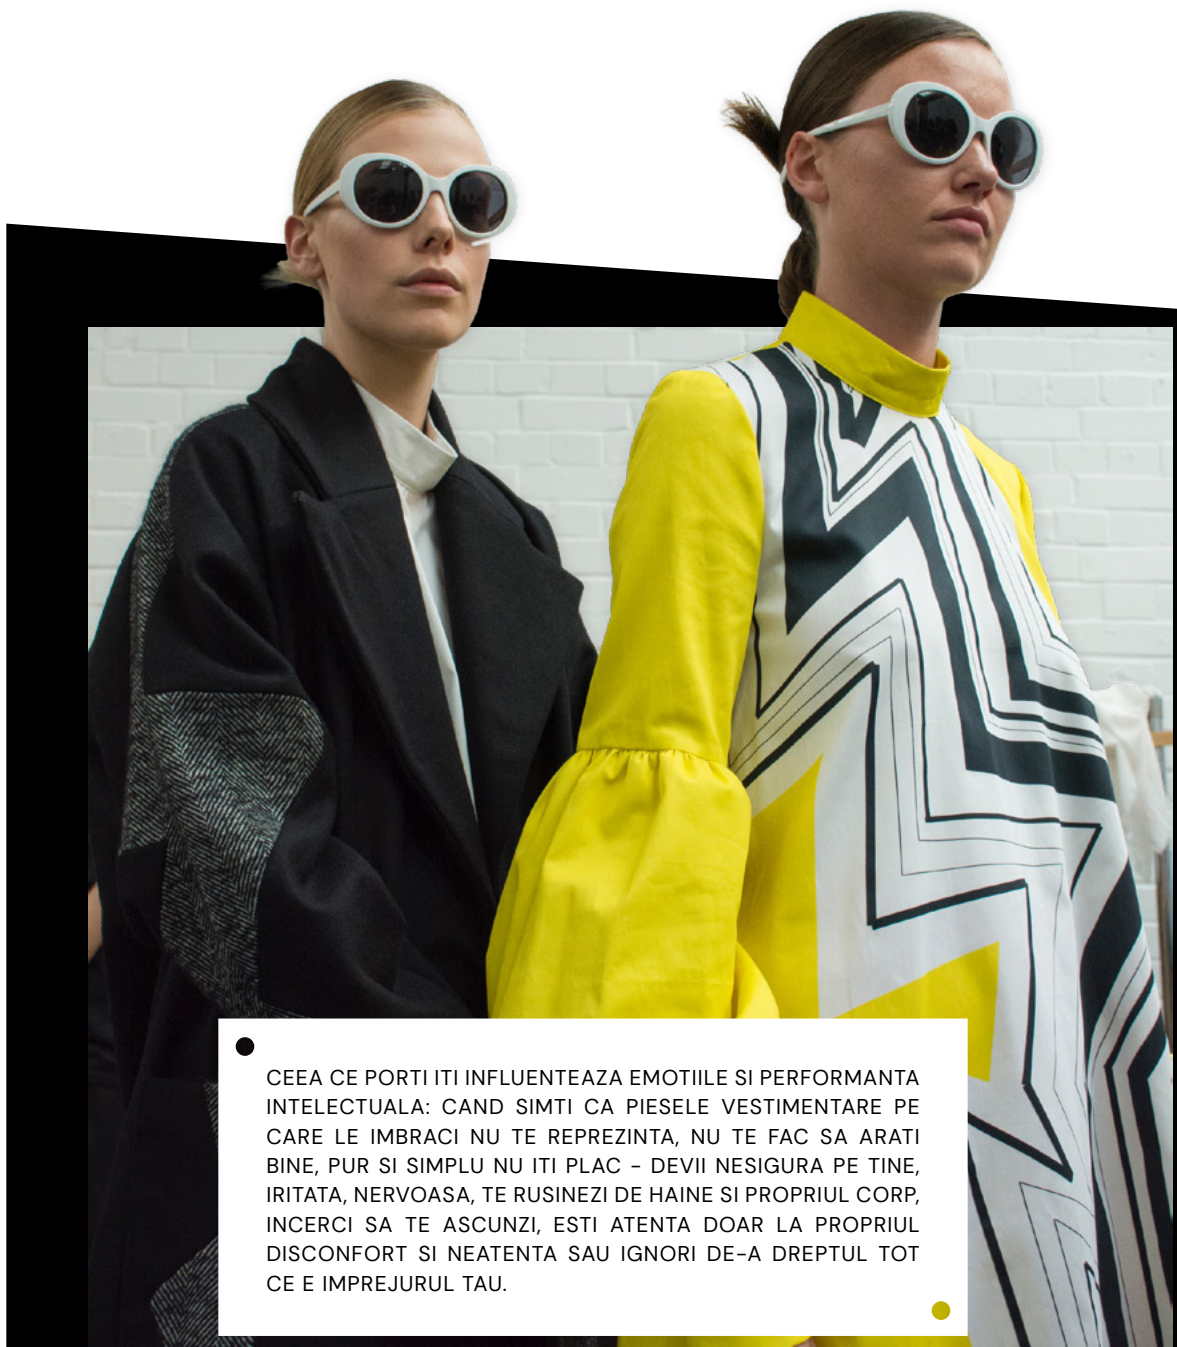 CEEA CE PORTI ITI INFLUENTEAZA EMOTIILE SI PERFORMANTA
INTELECTUALA: CAND SIMTI CA PIESELE VESTIMENTARE PE
CARE LE IMBRACI NU TE REPREZINTA, NU TE FAC SA ARATI
BINE, PUR SI SIMPLU NU ITI PLAC - DEVII NESIGURA PE TINE,
IRITATA, NERVOASA, TE RUSINEZI DE HAINE SI PROPRIUL CORP,
INCERCI SA TE ASCUNZI, ESTI ATENTA DOAR LA PROPRIUL
DISCONFORT SI NEATENTA SAU IGNORI DE-A DREPTUL TOT
CE E IMPREJURUL TAU.